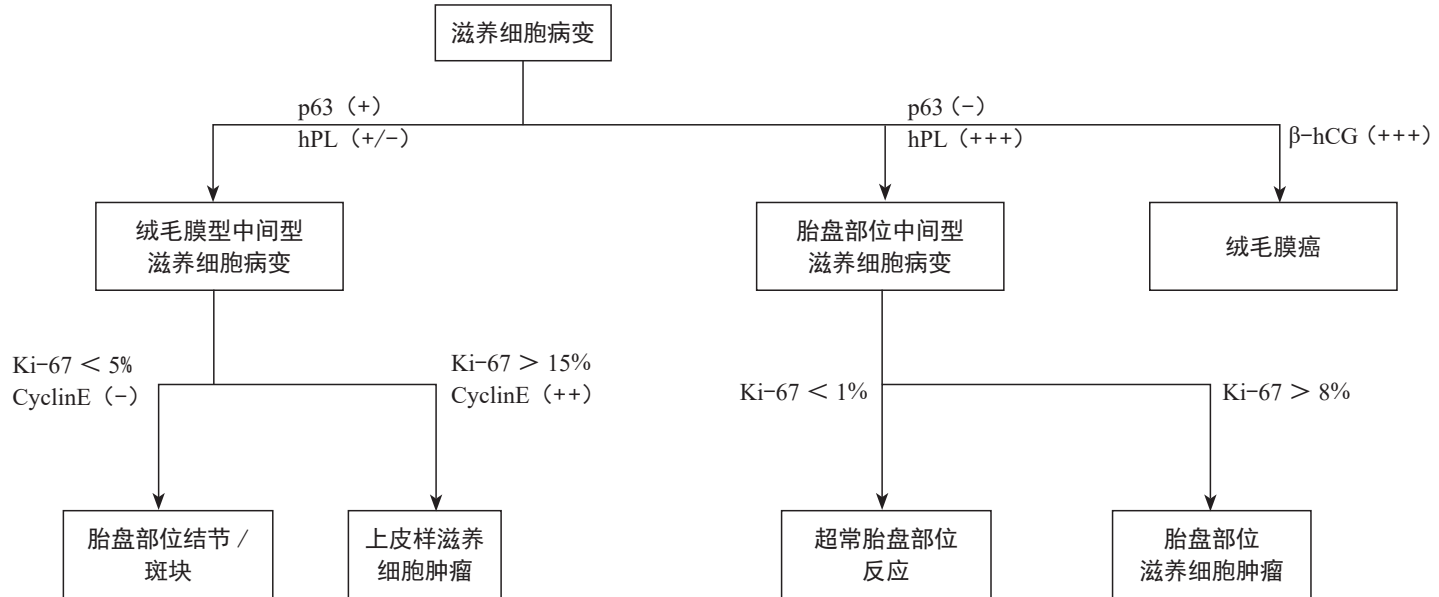 滋养细胞病变
p63（+）
hPL（+/−）
p63（−）
hPL（+++）
β−hCG（+++）
绒毛膜型中间型
滋养细胞病变
胎盘部位中间型
滋养细胞病变
绒毛膜癌
Ki−67 < 5%
CyclinE（−）
Ki−67 > 15%
CyclinE（++）
Ki−67 < 1%
Ki−67 > 8%
胎盘部位结节 /
斑块
上皮样滋养
细胞肿瘤
超常胎盘部位
反应
胎盘部位
滋养细胞肿瘤